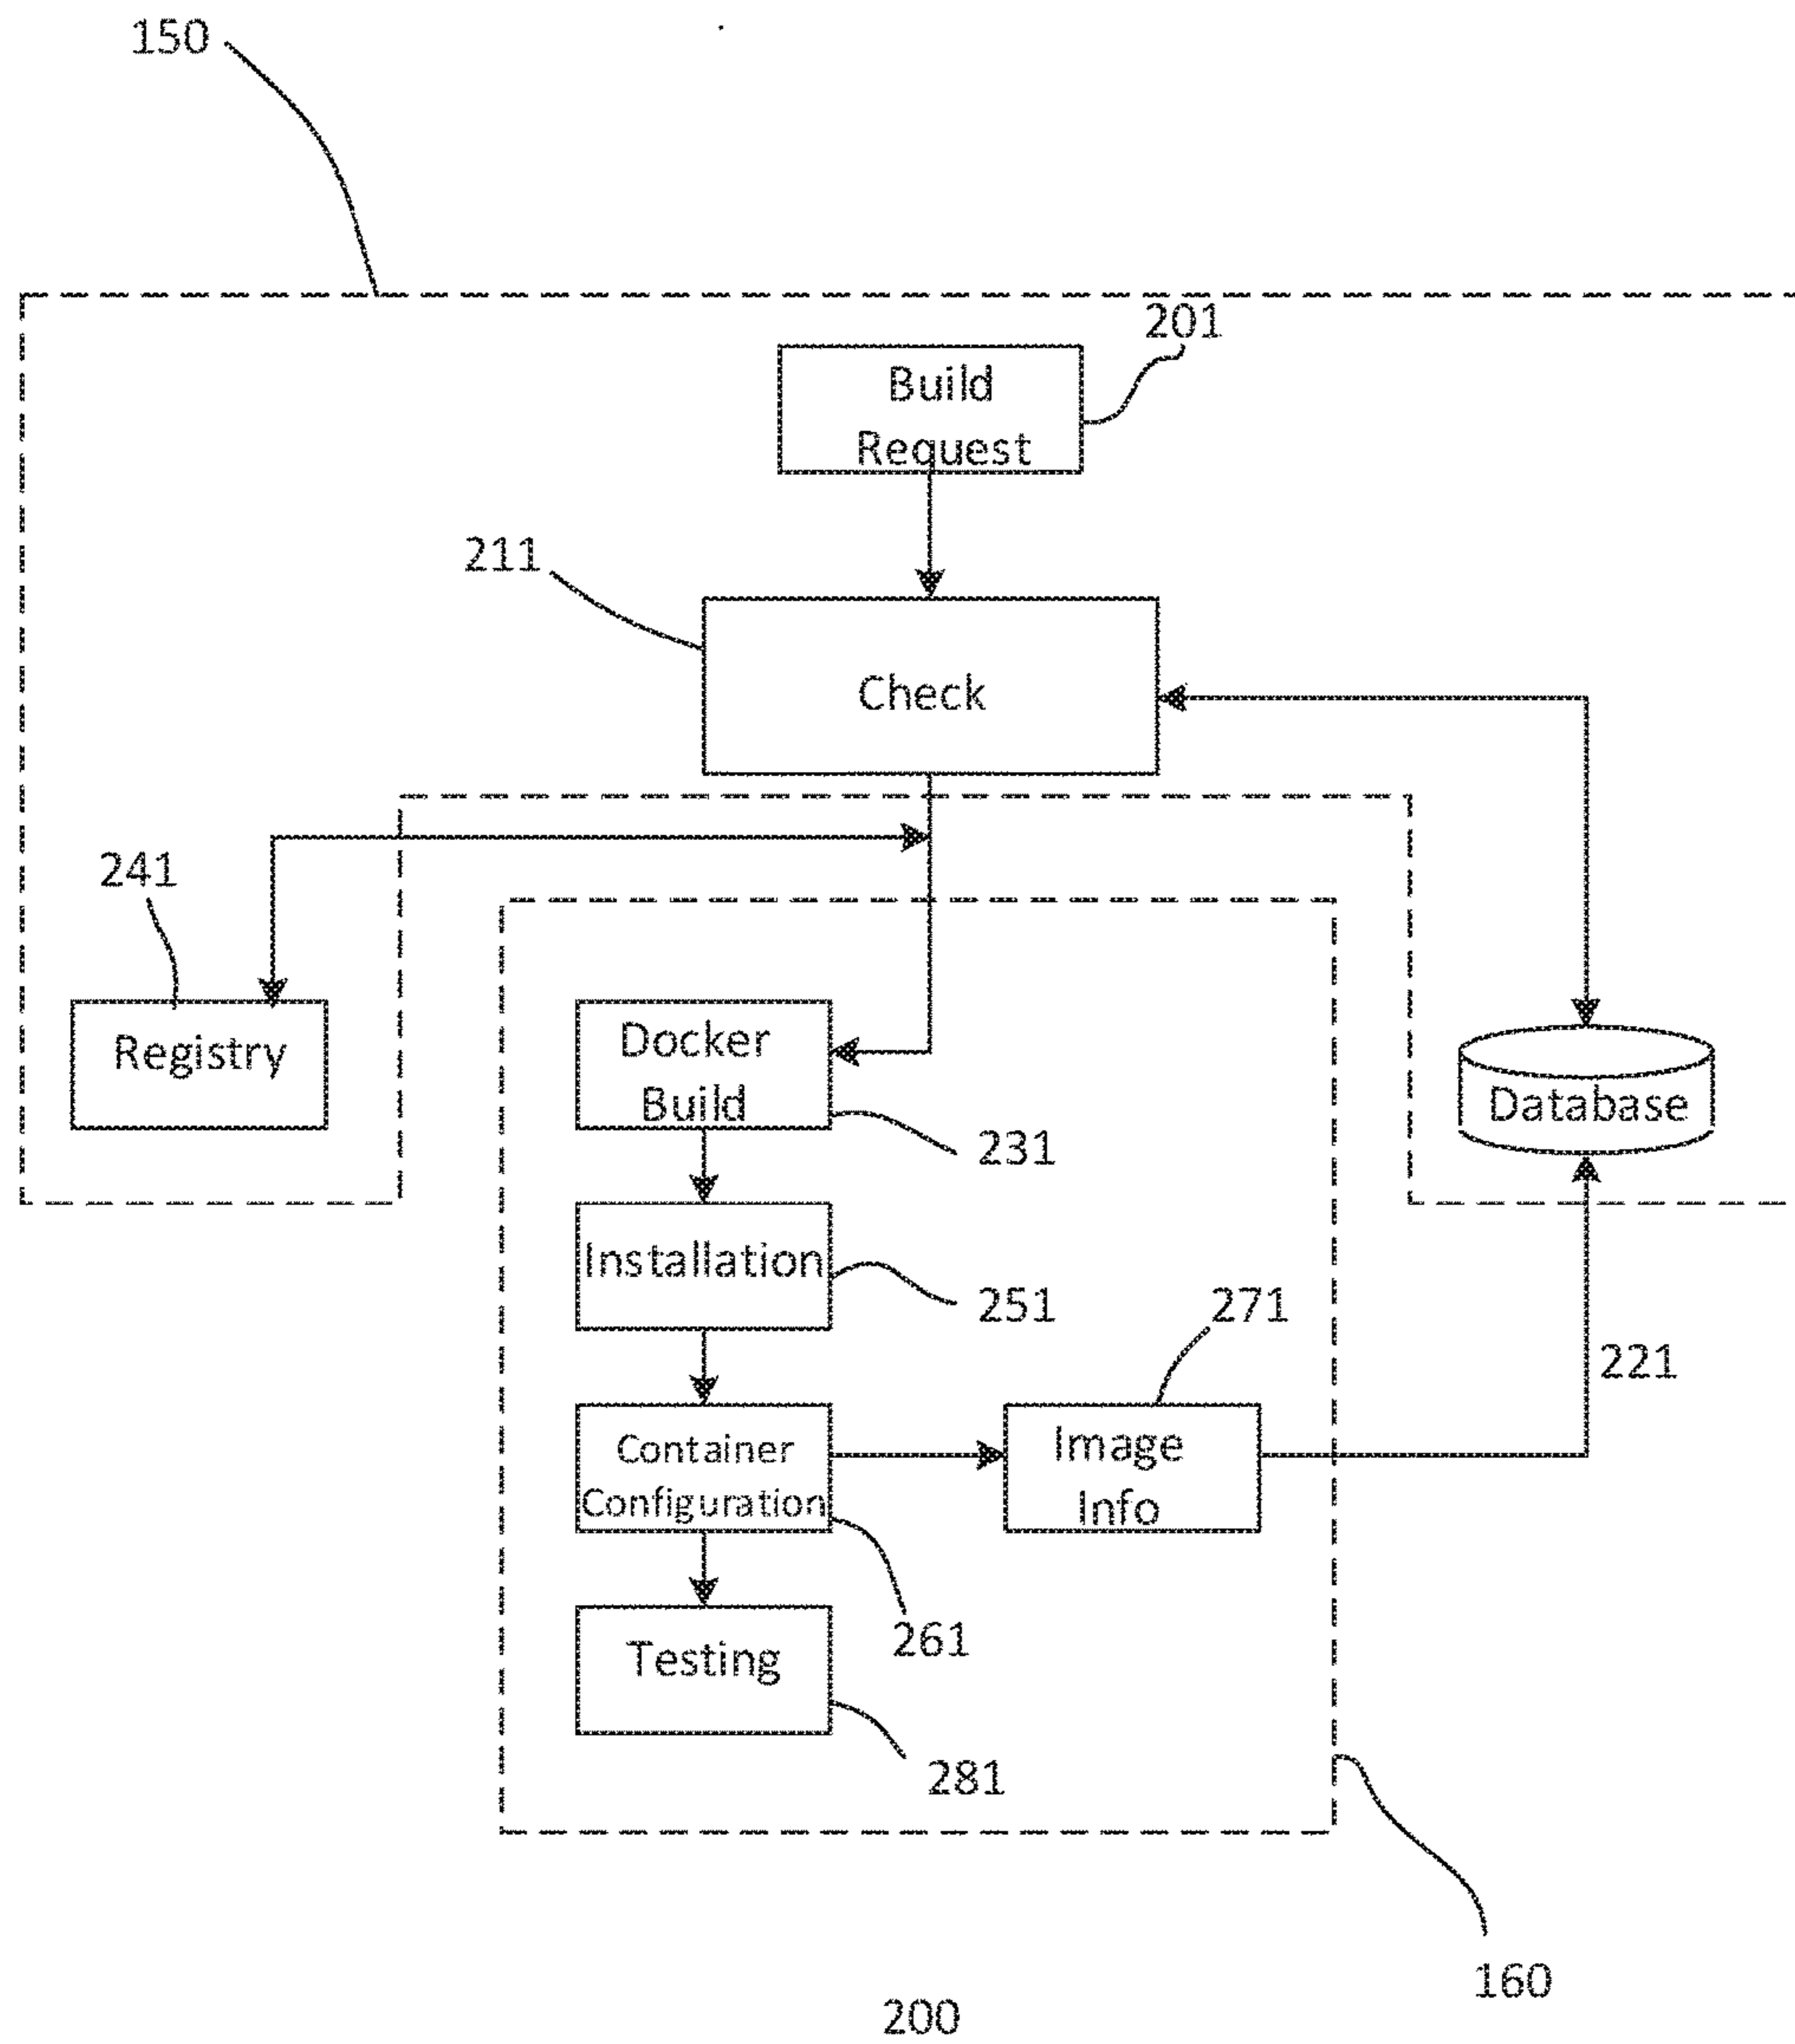 150
201
Build
Request
211
Check
241
Registry
Docker
Build
231
Database
Installation
251
271
221
Container
Configuration
Image
Info
261
Testing
281
160
200